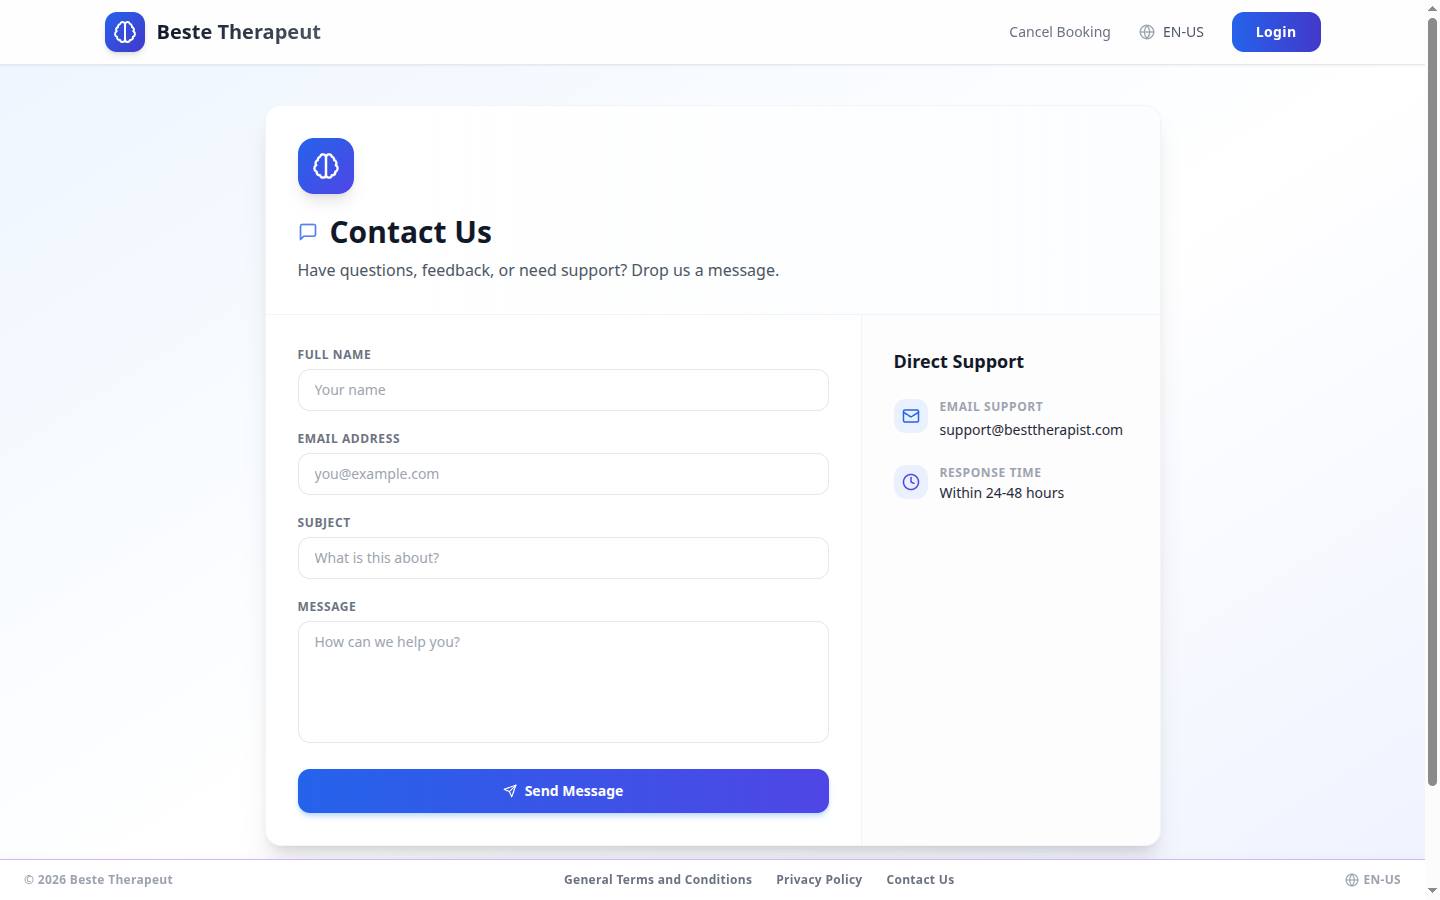 Beste Therapeut
Cancel Booking
EN-US
Login
Contact Us
Have questions, feedback, or need support? Drop us a message.
FULL NAME
Your name
EMAIL ADDRESS
you@example.com
SUBJECT
What is this about?
MESSAGE
How can we help you?
Send Message
Direct Support
EMAIL SUPPORT
support@besttherapist.com
RESPONSE TIME
Within 24-48 hours
© 2026 Beste Therapeut
General Terms and Conditions
Privacy Policy
Contact Us
EN-US